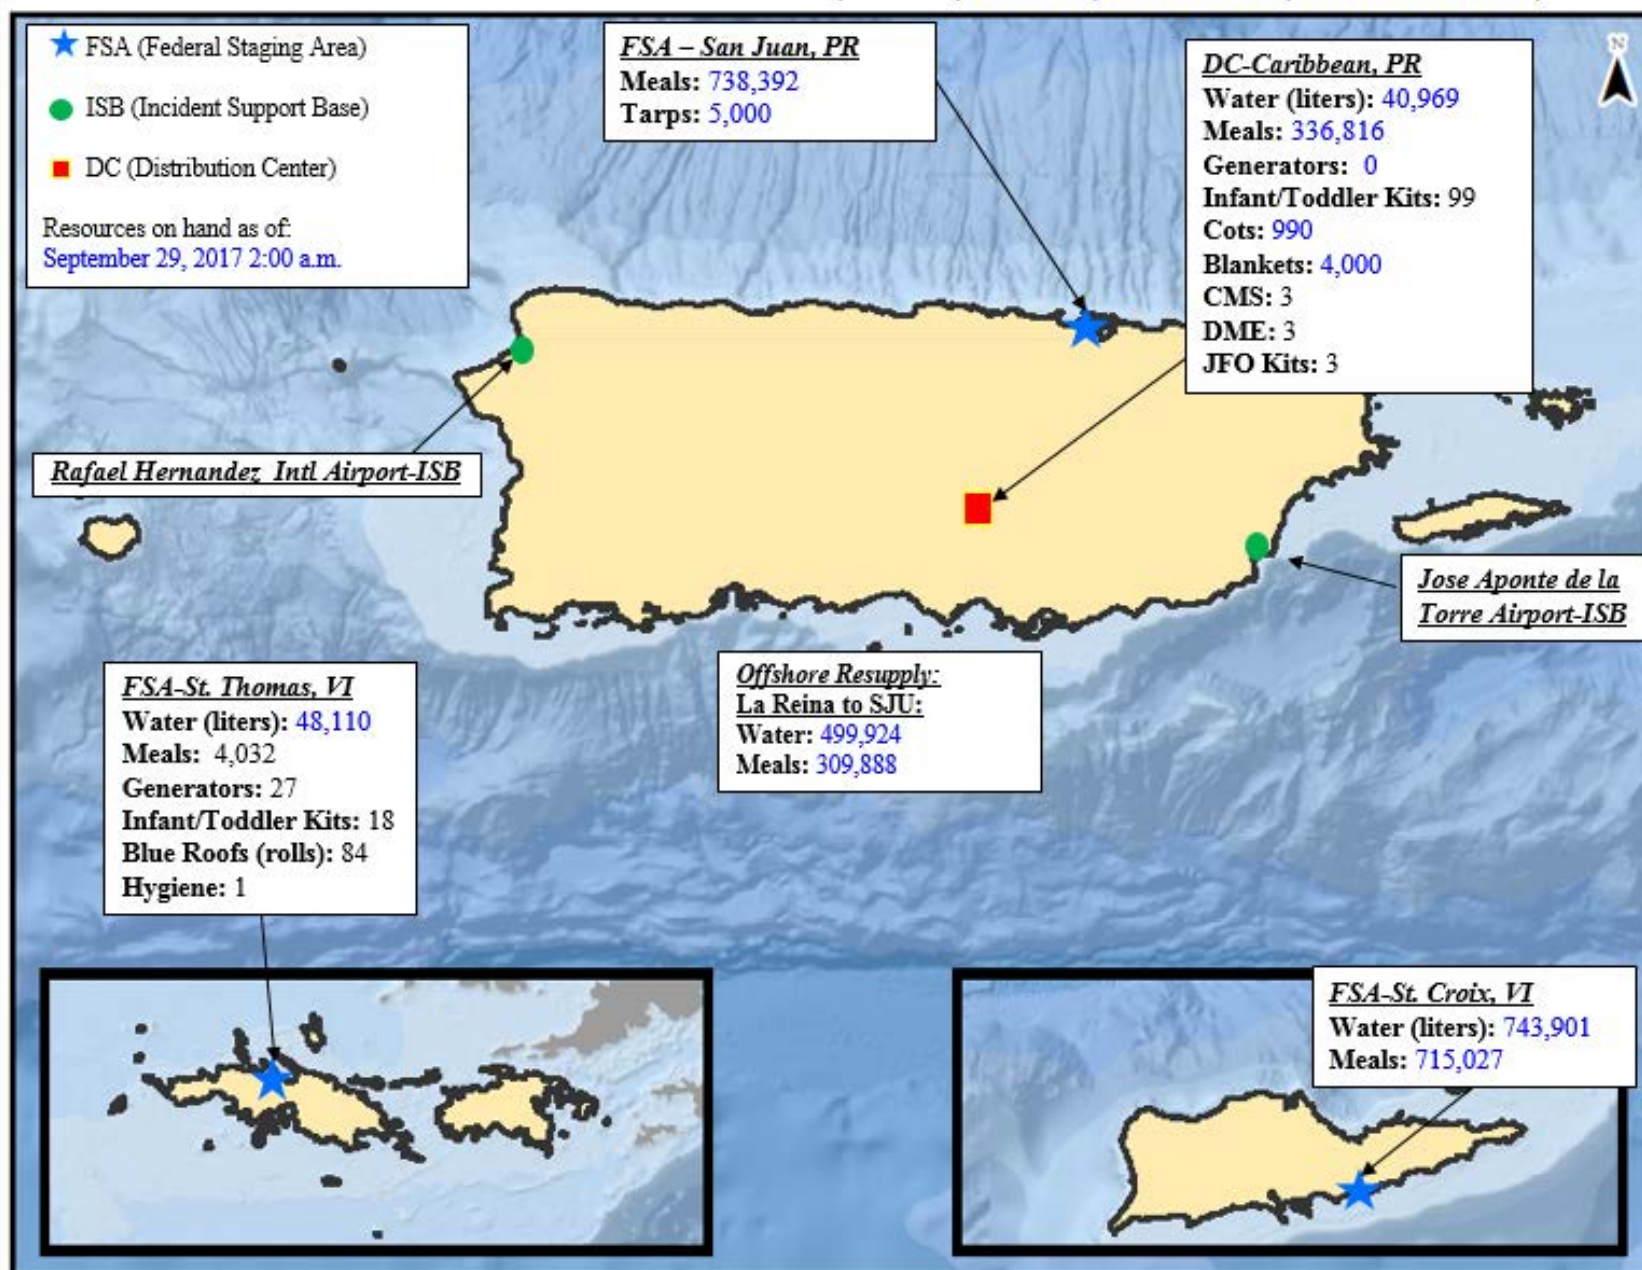 FSA (Federal Staging Area)
ISB (Incident Support Base)
DC (Distribution Center)
Resources on hand as of:
September 29, 2017 2:00 a.m.
FSA – San Juan, PR
Meals: 738,392
Tarps: 5,000
DC-Caribbean, PR
Water (liters): 40,969
Meals: 336,816
Generators: 0
Infant/Toddler Kits: 99
Cots: 990
Blankets: 4,000
CMS: 3
DME: 3
JFO Kits: 3
N
Rafael Hernandez Intl Airport-ISB
Jose Aponte de la
Torre Airport-ISB
FSA-St. Thomas, VI
Water (liters): 48,110
Meals: 4,032
Generators: 27
Infant/Toddler Kits: 18
Blue Roofs (rolls): 84
Hygiene: 1
Offshore Resupply:
La Reina to SJU:
Water: 499,924
Meals: 309,888
FSA-St. Croix, VI
Water (liters): 743,901
Meals: 715,027